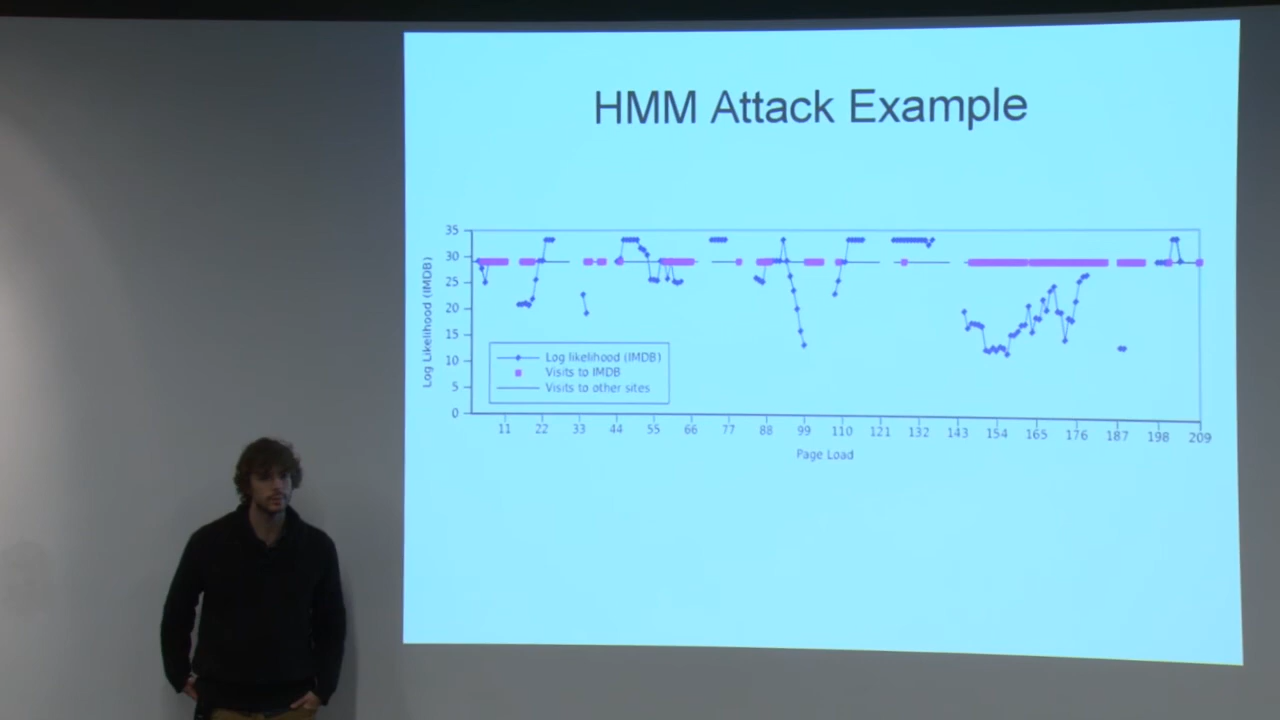 HMM Attack Example
Log Likelihood (IMDB)
35
30
25
20
15
10
5
0
Log likelihood (IMDB)
Visits to IMDB
Visits to other sites
11 22 33 44 55 66 77 88 99 110 121 132 143 154 165 176 187 198 209
Page Load